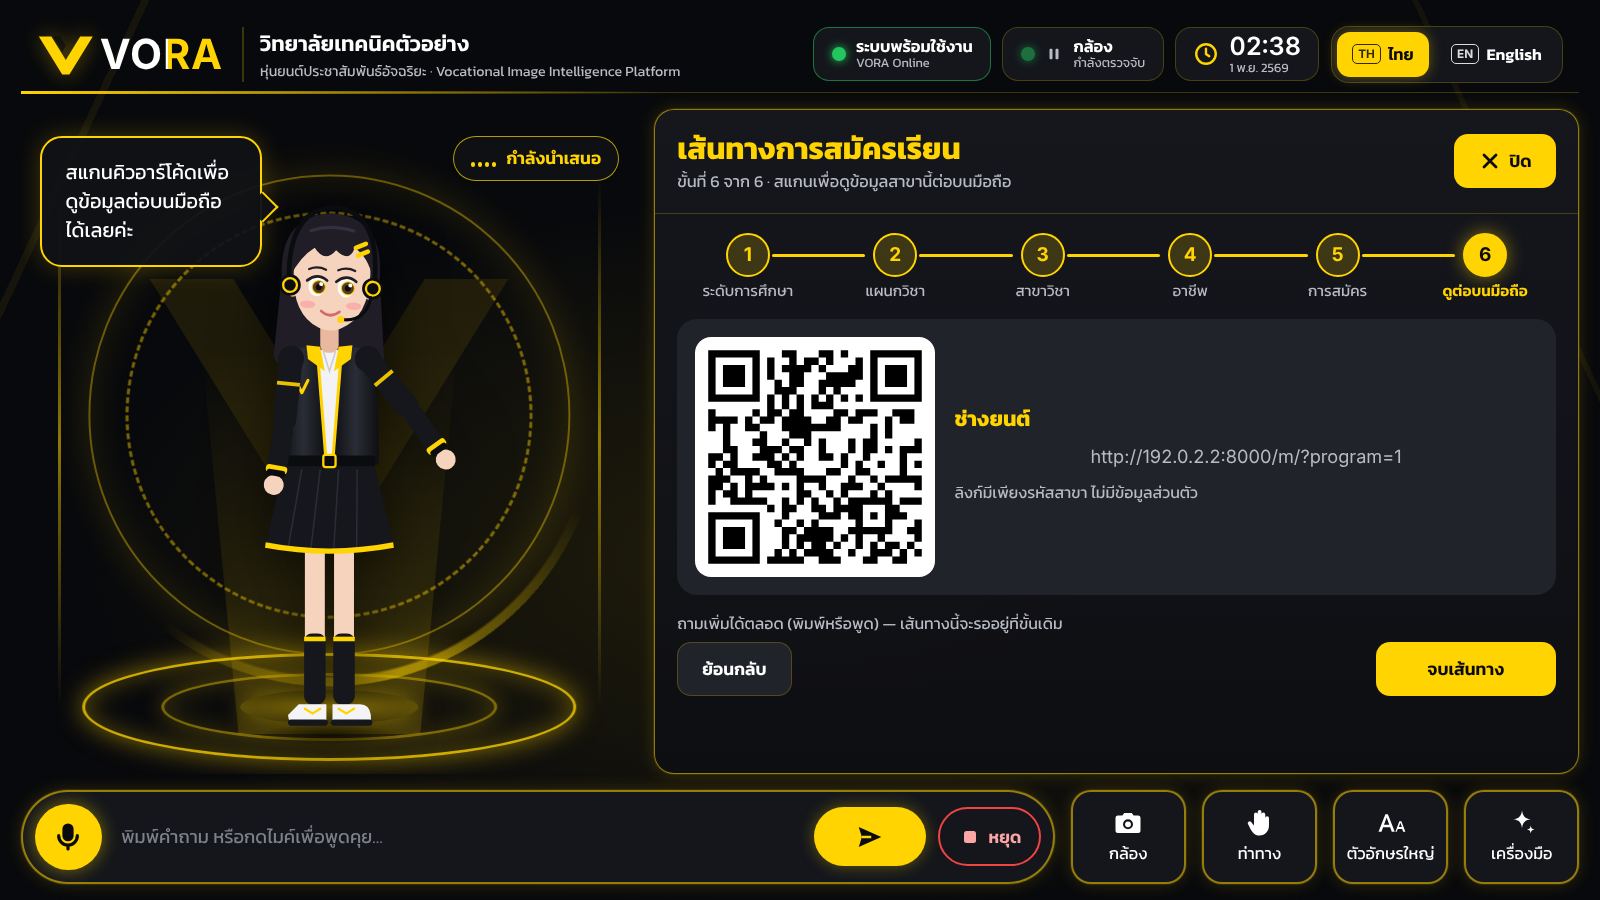 VORA
วิทยาลัยเทคนิคตัวอย่าง
หุ่นยนต์ประชาสัมพันธ์อัจฉริยะ · Vocational Image Intelligence Platform
ระบบพร้อมใช้งาน
VORA Online
กล้อง
กำลังตรวจจับ
02:38
1 พ.ย. 2569
TH ไทย
EN English
สแกนคิวอาร์โค้ดเพื่อ
ดูข้อมูลต่อบนมือถือ
ได้เลยค่ะ
กำลังนำเสนอ
เส้นทางการสมัครเรียน
ขั้นที่ 6 จาก 6 · สแกนเพื่อดูข้อมูลสาขานี้ต่อบนมือถือ
ปิด
1 2 3 4 5 6
ระดับการศึกษา แผนกวิชา สาขาวิชา อาชีพ การสมัคร ดูต่อบนมือถือ
ช่างยนต์
http://192.0.2.2:8000/m/?program=1
ลิงก์มีเพียงรหัสสาขา ไม่มีข้อมูลส่วนตัว
ถามเพิ่มได้ตลอด (พิมพ์หรือพูด) — เส้นทางนี้จะรออยู่ที่ขั้นเดิม
ย้อนกลับ
จบเส้นทาง
พิมพ์คำถาม หรือกดไมค์เพื่อพูดคุย...
หยุด
กล้อง
ท่าทาง
AA
ตัวอักษรใหญ่
เครื่องมือ